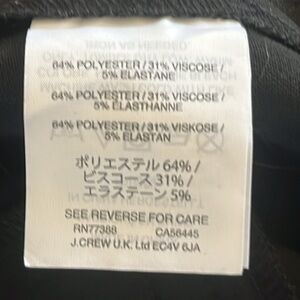 64% POLYESTER/31% VISCOSE/
5% ELASTANE
64% POLYESTER/31% VISCOSE/
5% ELASTHANNE
64% POLYESTER/31% VISKOSE/
5% ELASTAN
ポリエステル 64% /
ビスコース 31% /
エラステーン 5%
SEE REVERSE FOR CARE
RN77388 CA56445
J.CREW U.K. Ltd EC4V 6JA